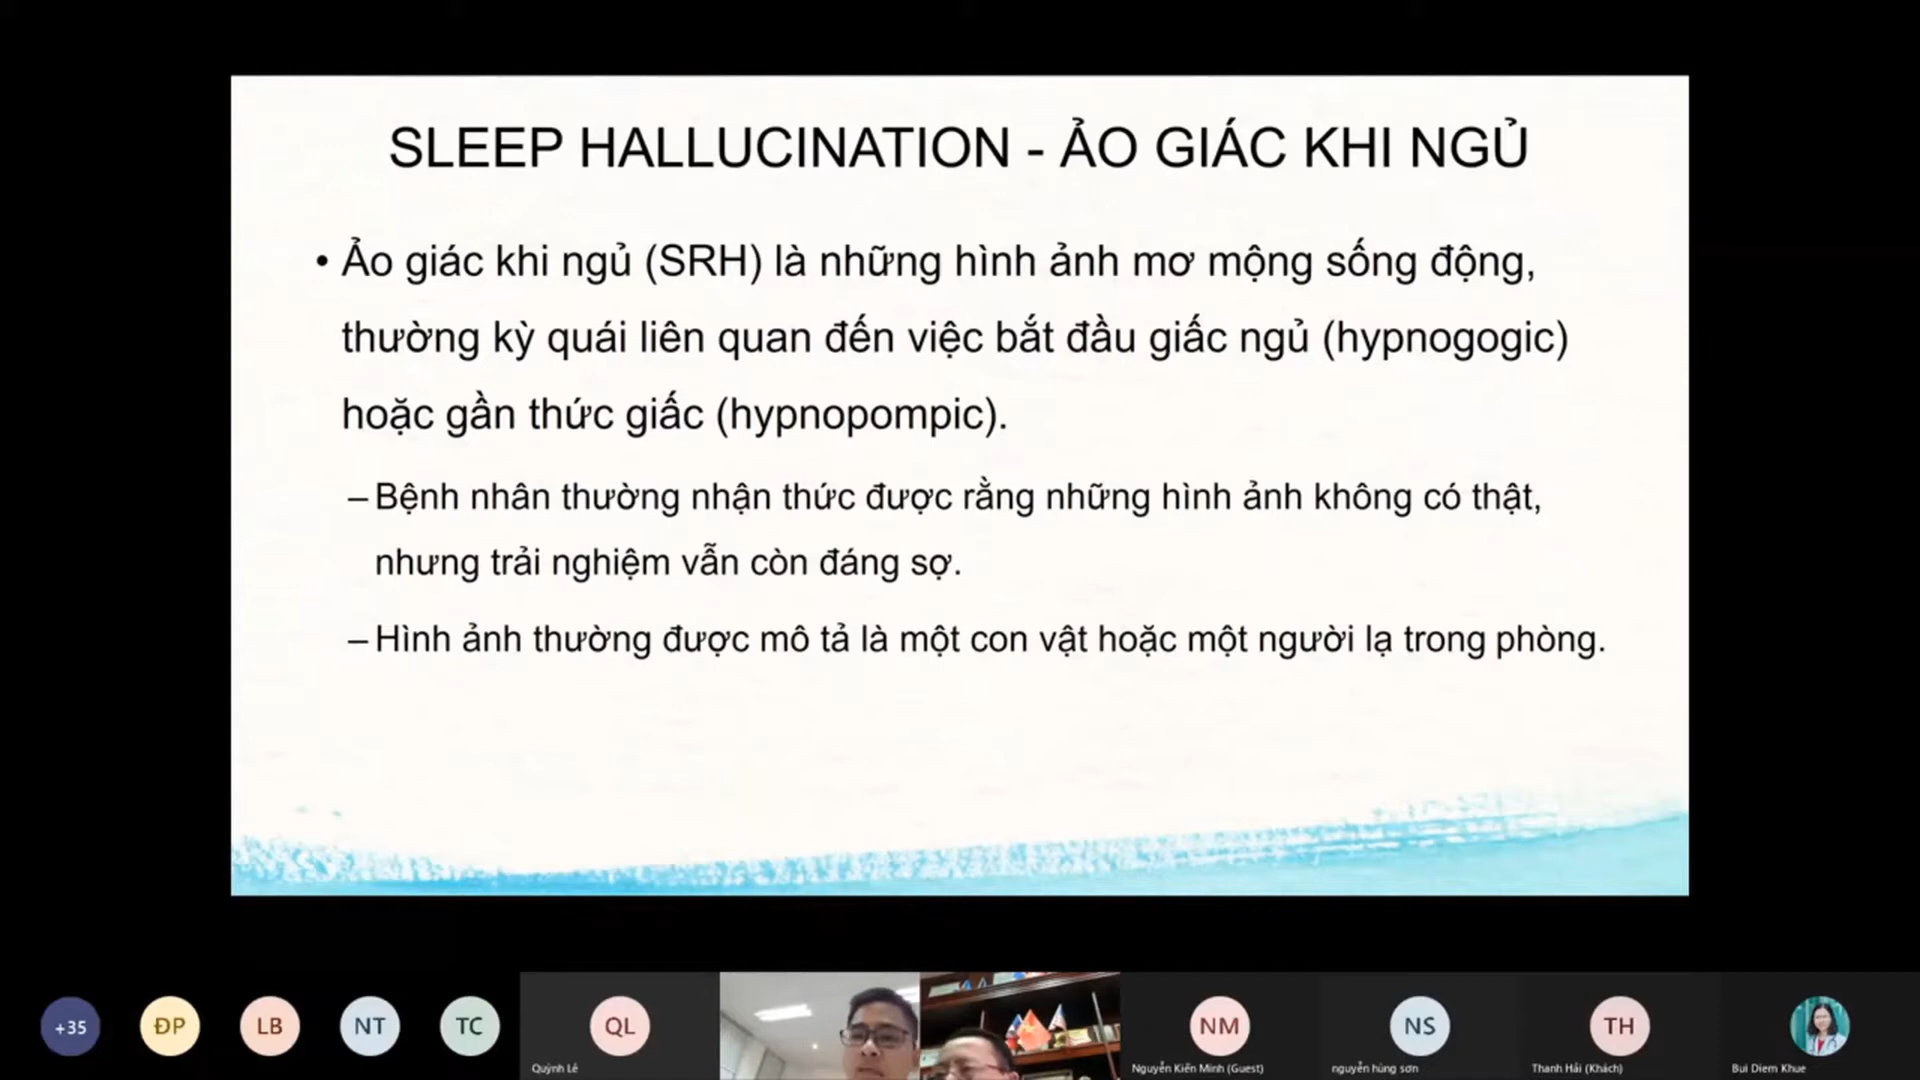 SLEEP HALLUCINATION - ẢO GIÁC KHI NGỦ
• Ảo giác khi ngủ (SRH) là những hình ảnh mơ mộng sống động,
thường kỳ quái liên quan đến việc bắt đầu giấc ngủ (hypnogogic)
hoặc gần thức giấc (hypnopompic).
– Bệnh nhân thường nhận thức được rằng những hình ảnh không có thật,
nhưng trải nghiệm vẫn còn đáng sợ.
– Hình ảnh thường được mô tả là một con vật hoặc một người lạ trong phòng.
+35 ĐP LB NT TC QL NM NS TH
Quỳnh Lê Nguyễn Kiến Minh (Guest) nguyễn hùng sơn Thanh Hải (Khách) Bui Diem Khue